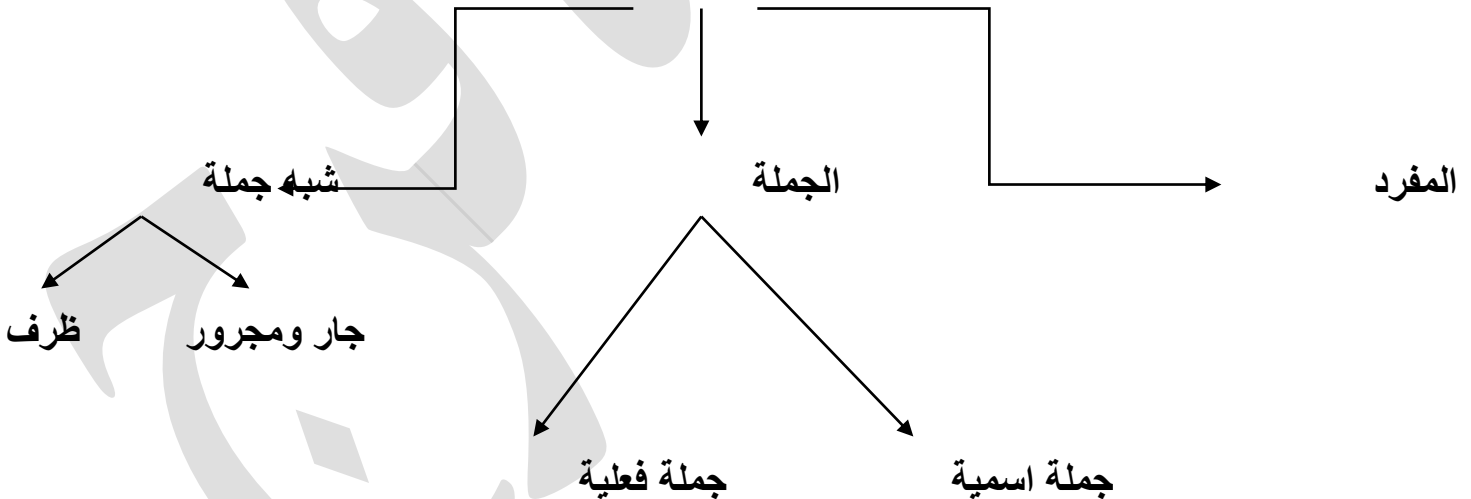 المفرد الجملة شبه جملة
جار ومجرور ظرف
جملة اسمية جملة فعلية